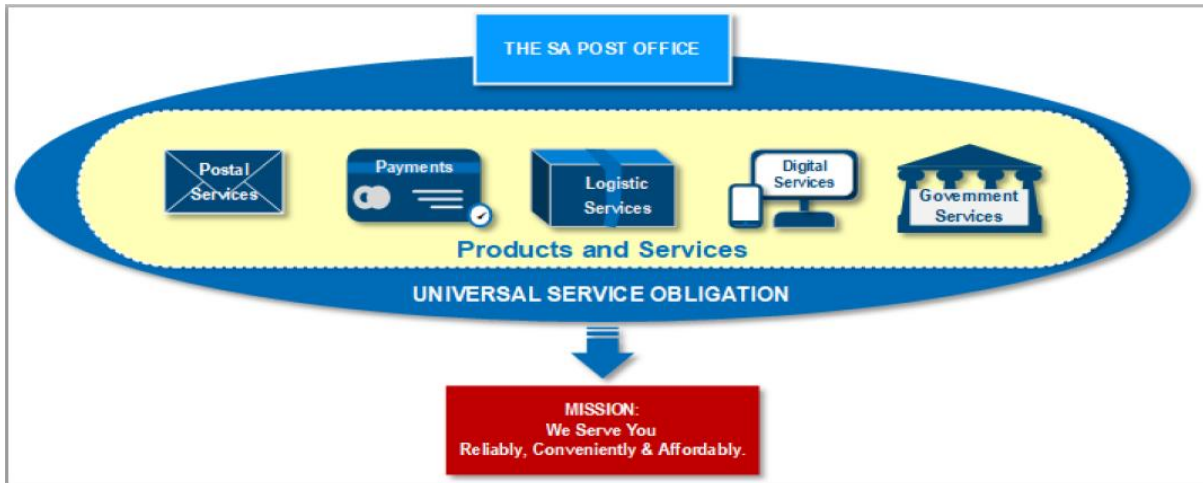 THE SA POST OFFICE
Postal
Services
Payments
Logistic
Services
Digital
Services
Government
Services
Products and Services
UNIVERSAL SERVICE OBLIGATION
MISSION:
We Serve You
Reliably, Conveniently & Affordably.